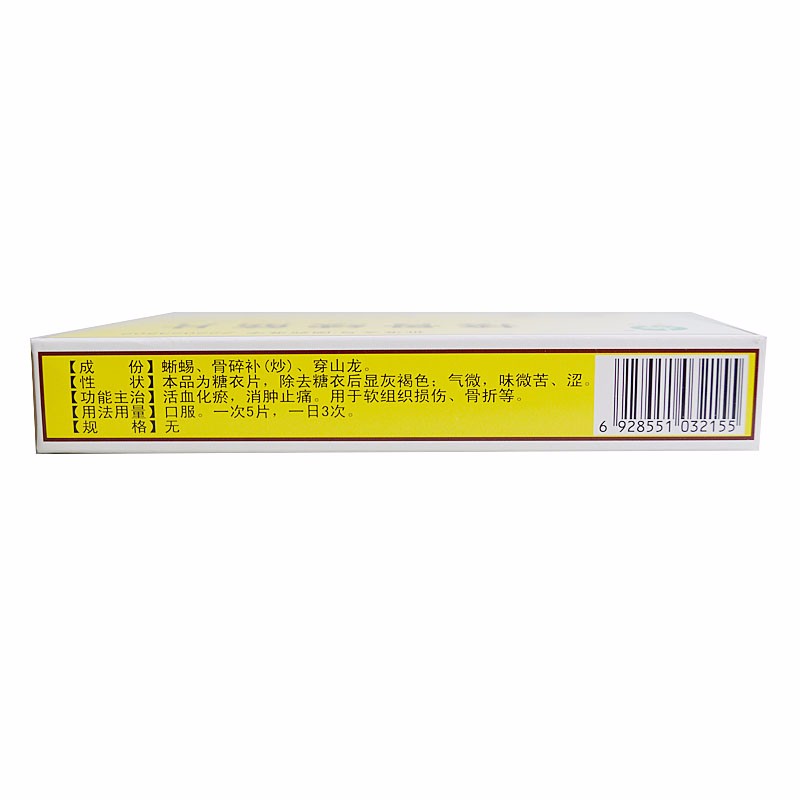 【成 份】蜥蜴、骨碎补(炒)、穿山龙。
【性 状】本品为糖衣片，除去糖衣后显灰褐色；气微，味微苦、涩。
【功能主治】活血化瘀，消肿止痛。用于软组织损伤、骨折等。
【用法用量】口服。一次5片，一日3次。
【规 格】无
6 928551 032155